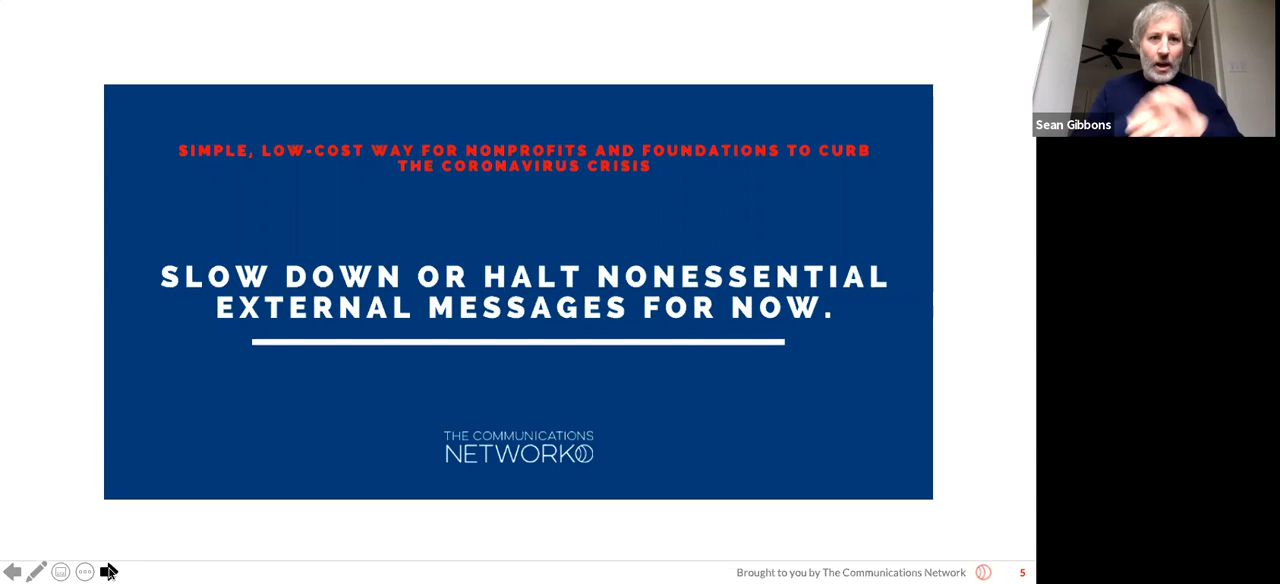 SIMPLE, LOW-COST WAY FOR NONPROFITS AND FOUNDATIONS TO CURB
THE CORONAVIRUS CRISIS
SLOW DOWN OR HALT NONESSENTIAL
EXTERNAL MESSAGES FOR NOW.
THE COMMUNICATIONS
NETWORK
Sean Gibbons
Brought to you by The Communications Network
5